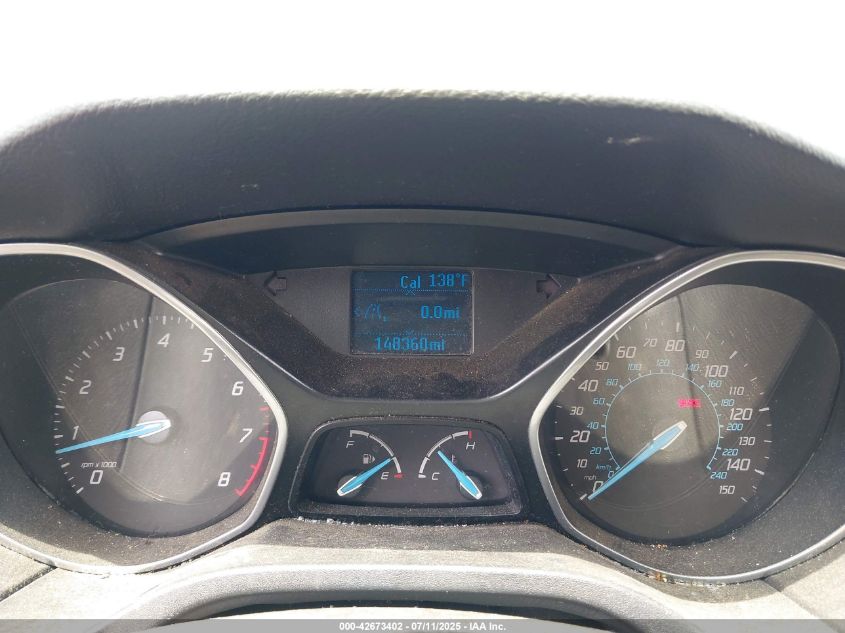 Cal 138°F
0.0mi
148360mi
0 1 2 3 4 5 6 7 8
rpm x 1000
F E
C H
0 10 20 30 40 50 60 70 80 90 100 110 120 130 140 150
mph
0 20 40 60 80 100 120 140 160 180 200 220 240
km/h
000-42673402 - 07/11/2025 - IAA Inc.